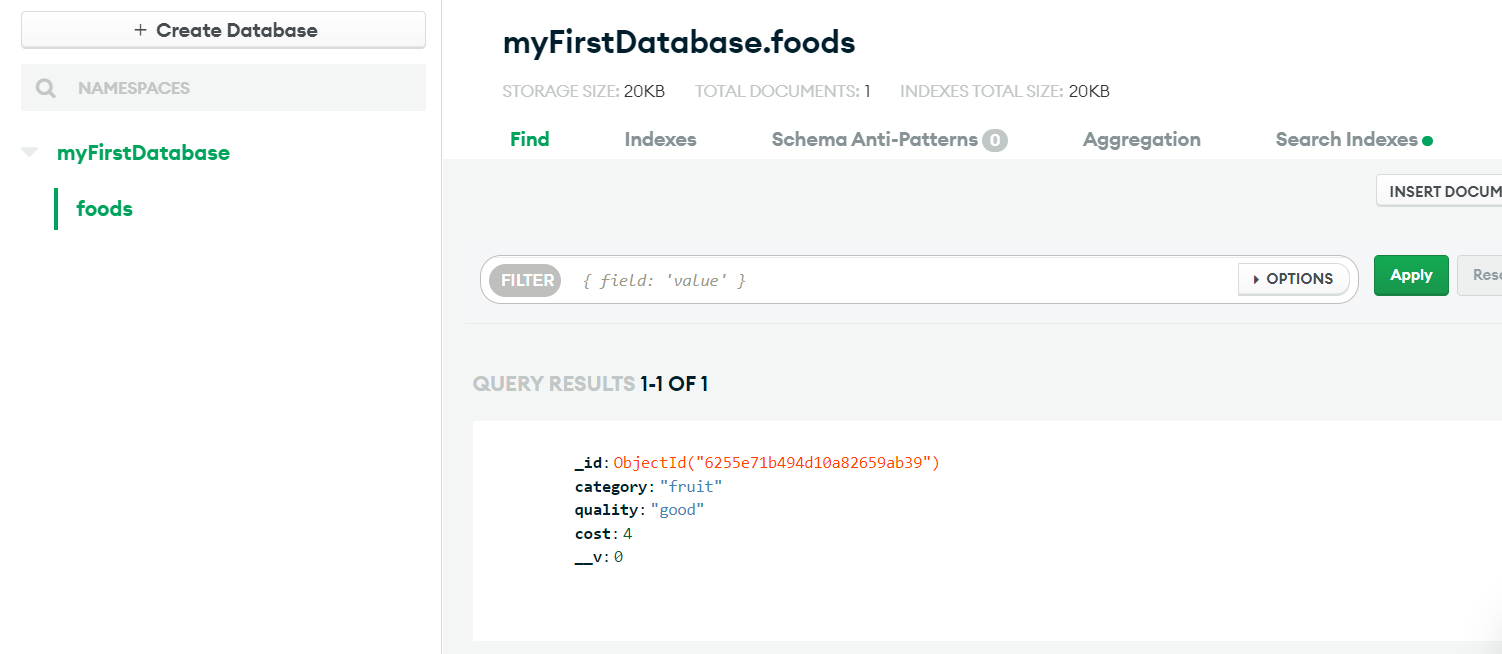 + Create Database
NAMESPACES
myFirstDatabase
foods
myFirstDatabase.foods
STORAGE SIZE: 20KB TOTAL DOCUMENTS: 1 INDEXES TOTAL SIZE: 20KB
Find Indexes Schema Anti-Patterns 0 Aggregation Search Indexes
INSERT DOCUM
FILTER { field: 'value' } OPTIONS Apply Rese
QUERY RESULTS 1-1 OF 1
_id: ObjectId("6255e71b494d10a82659ab39")
category: "fruit"
quality: "good"
cost: 4
__v: 0